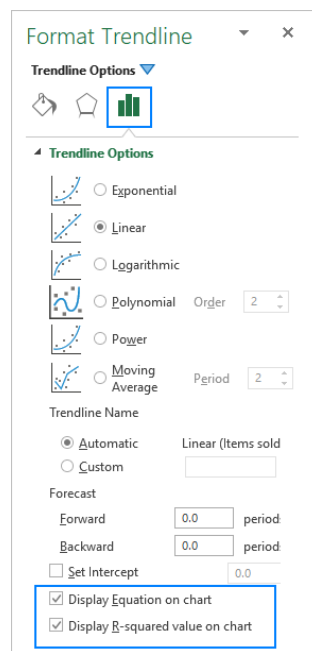 Format Trendline
Trendline Options
Trendline Options
Exponential
Linear
Logarithmic
Polynomial Order 2
Power
Moving
Average Period 2
Trendline Name
Automatic Linear (Items sold
Custom
Forecast
Forward 0.0 period
Backward 0.0 period
Set Intercept 0.0
Display Equation on chart
Display R-squared value on chart